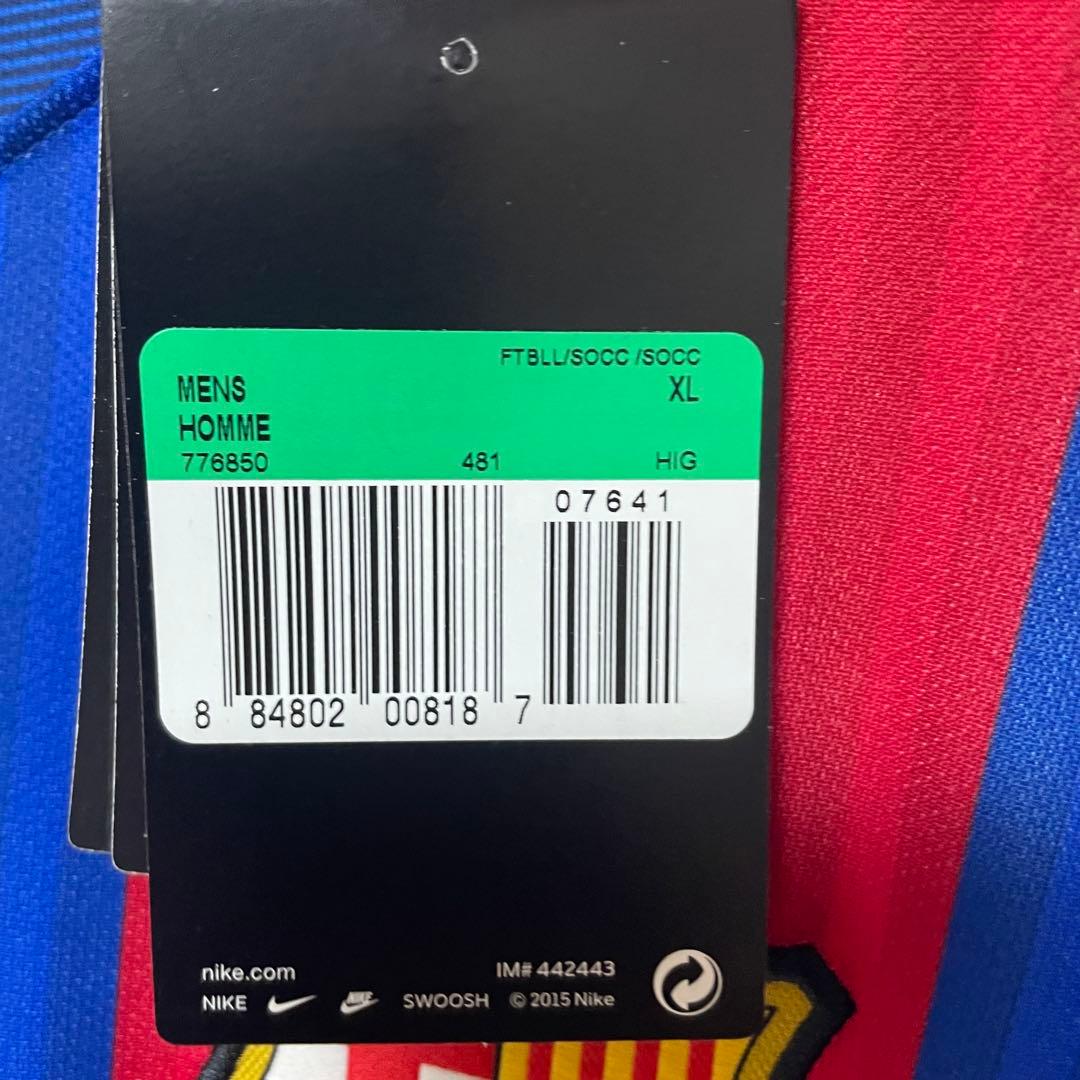 FTBLL/SOCC /SOCC
MENS XL
HOMME
776850 481 HIG
07641
8 84802 00818 7
nike.com IM# 442443
NIKE NIKE SWOOSH © 2015 Nike